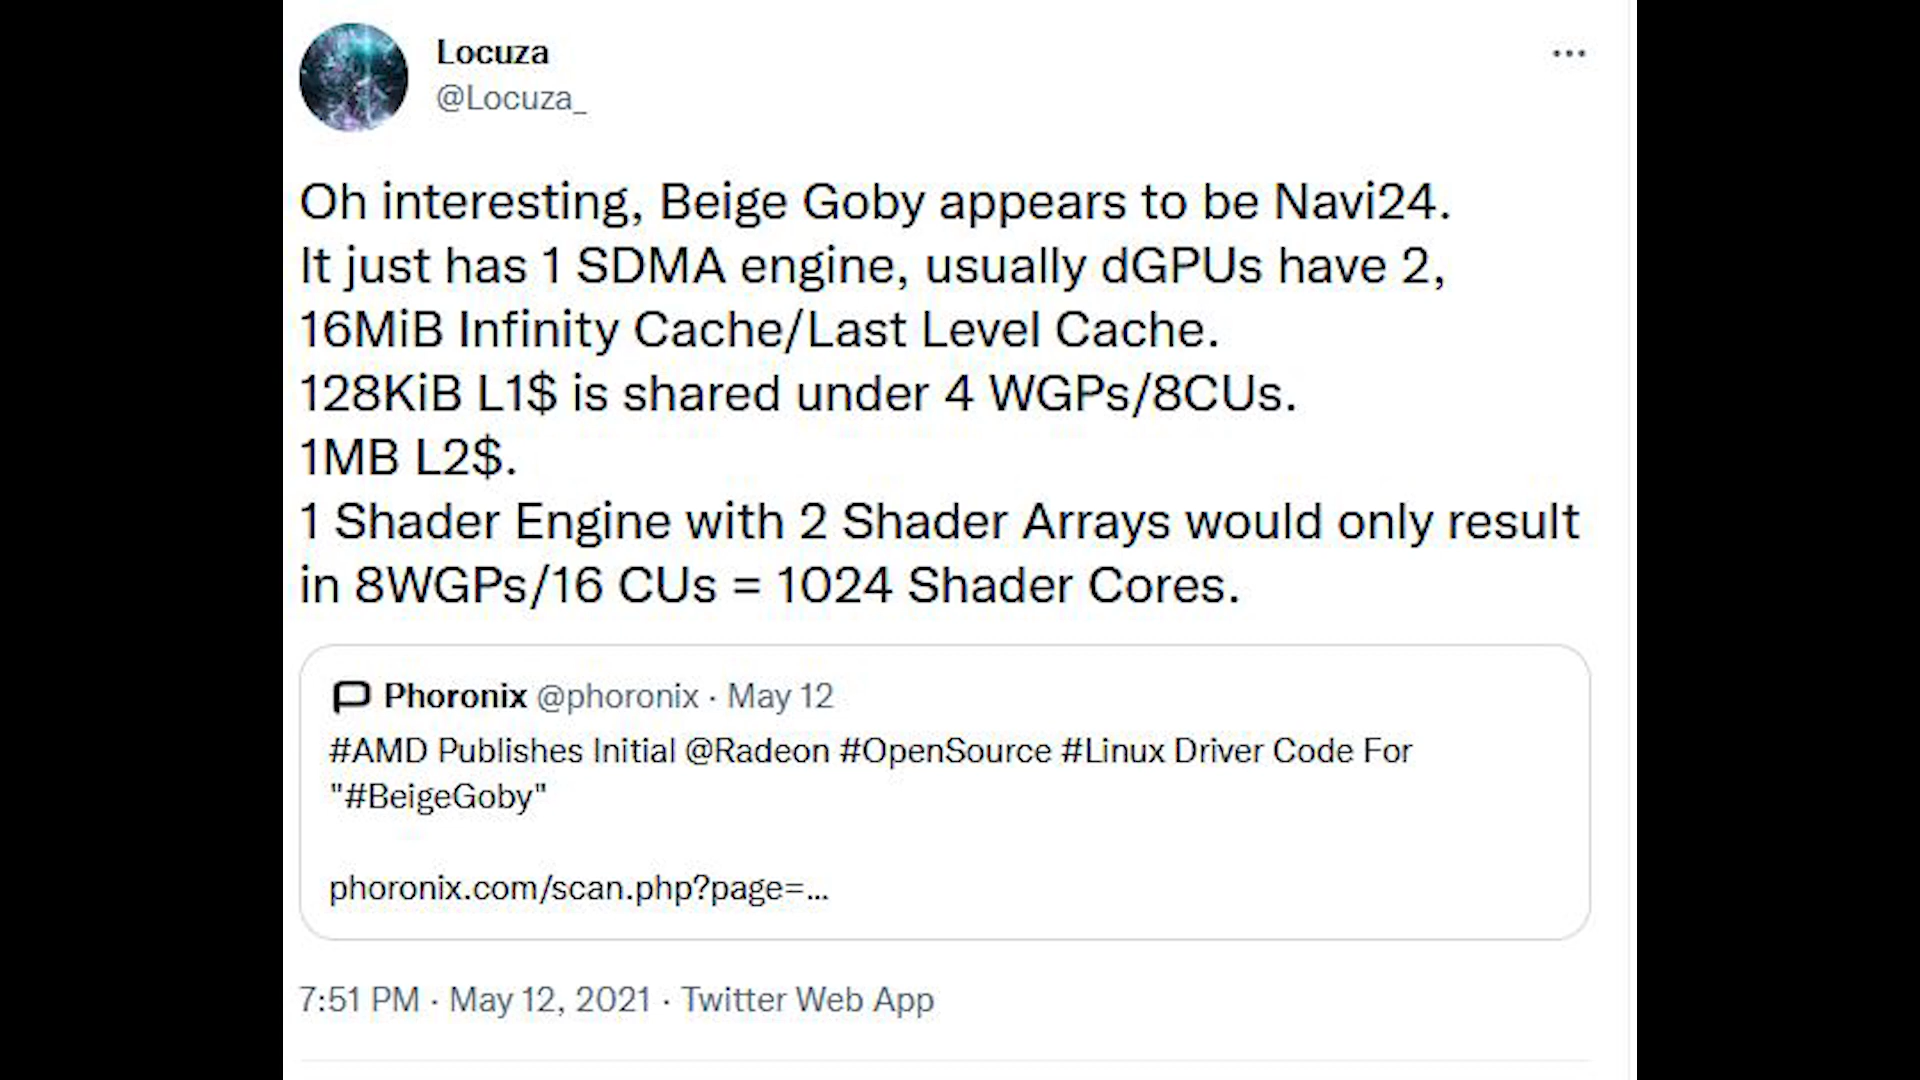 Locuza
@Locuza_
Oh interesting, Beige Goby appears to be Navi24.
It just has 1 SDMA engine, usually dGPUs have 2,
16MiB Infinity Cache/Last Level Cache.
128KiB L1$ is shared under 4 WGPs/8CUs.
1MB L2$.
1 Shader Engine with 2 Shader Arrays would only result
in 8WGPs/16 CUs = 1024 Shader Cores.
Phoronix @phoronix · May 12
#AMD Publishes Initial @Radeon #OpenSource #Linux Driver Code For
"#BeigeGoby"
phoronix.com/scan.php?page=...
7:51 PM · May 12, 2021 · Twitter Web App